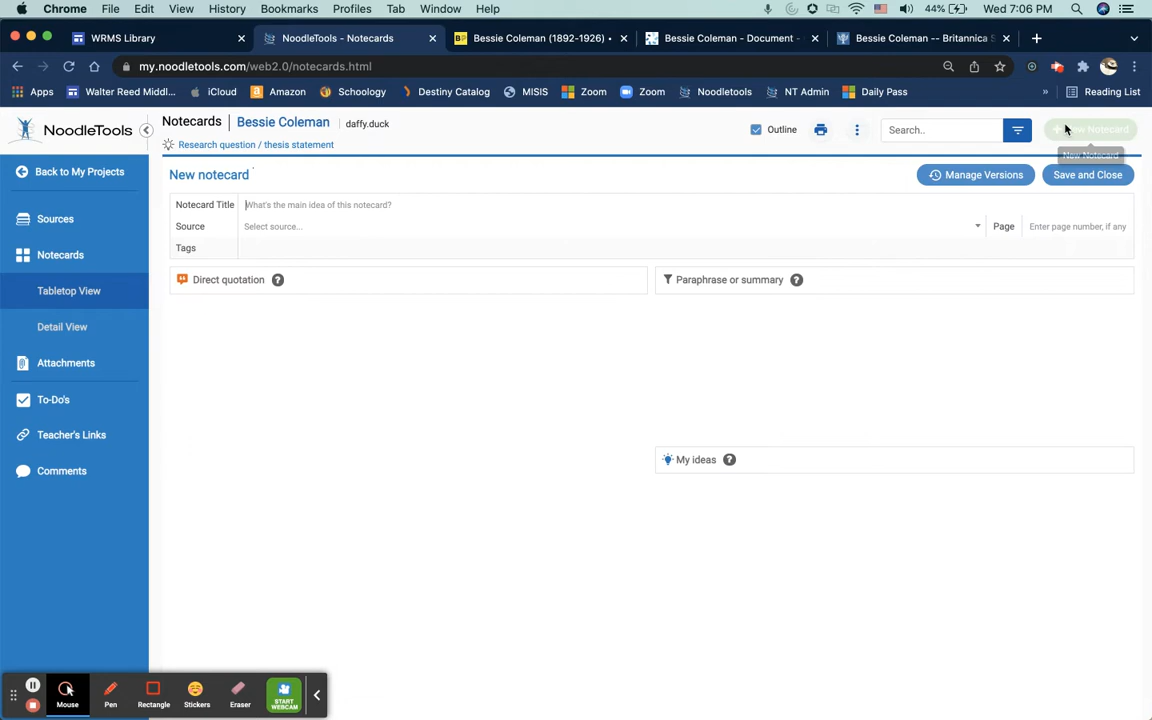 Chrome File Edit View History Bookmarks Profiles Tab Window Help 44% Wed 7:06 PM
WRMS Library NoodleTools - Notecards Bessie Coleman (1892-1926) • Bessie Coleman - Document - Bessie Coleman -- Britannica S
my.noodletools.com/web2.0/notecards.html
Apps Walter Reed Middl... iCloud Amazon Schoology Destiny Catalog MISIS Zoom Zoom Noodletools NT Admin Daily Pass » Reading List
NoodleTools Notecards Bessie Coleman daffy.duck Outline Search.. New Notecard
Research question / thesis statement
New Notecard
Back to My Projects
New notecard Manage Versions Save and Close
Notecard Title What's the main idea of this notecard?
Sources
Source Select source... Page Enter page number, if any
Tags
Notecards
Direct quotation ? Paraphrase or summary ?
Tabletop View
Detail View
Attachments
To-Do's
Teacher's Links
My ideas ?
Comments
Mouse Pen Rectangle Stickers Eraser START WEBCAM